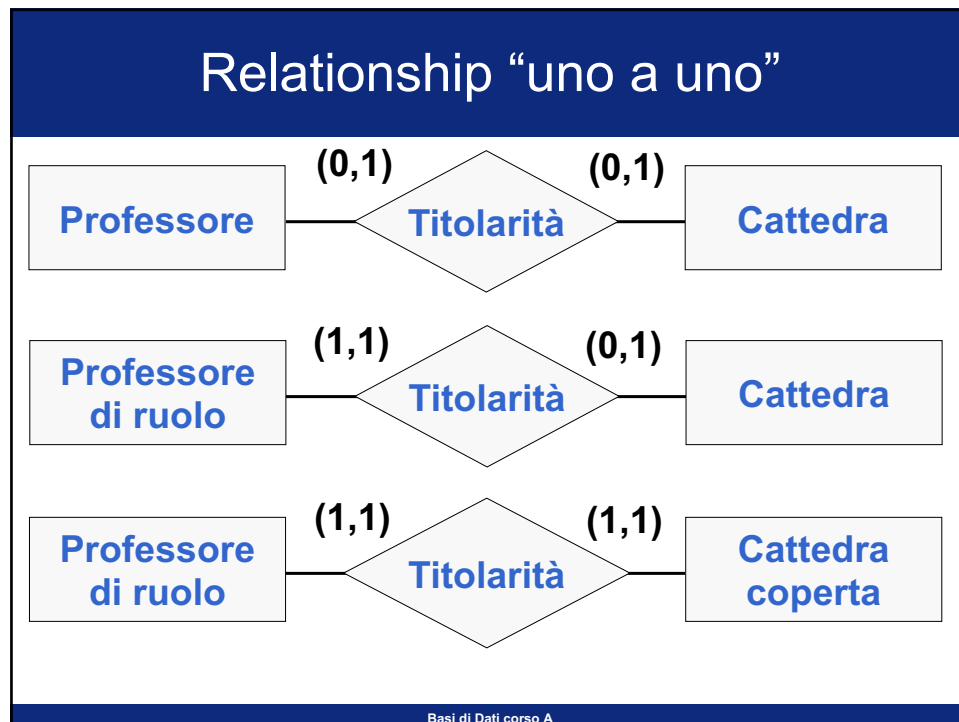 Relationship “uno a uno”
(0,1)
(0,1)
Professore
Titolarità
Cattedra
(1,1)
(0,1)
Professore
di ruolo
Titolarità
Cattedra
(1,1)
(1,1)
Professore
di ruolo
Titolarità
Cattedra
coperta
Basi di Dati corso A